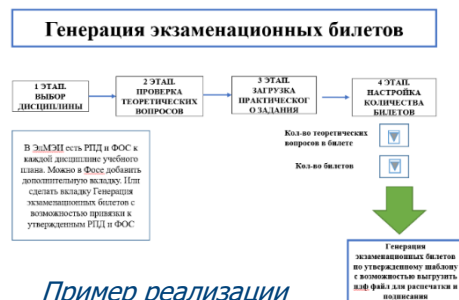 Генерация экзаменационных билетов
1 ЭТАП.
ВЫБОР
ДИСЦИПЛИНЫ
2 ЭТАП.
ПРОВЕРКА
ТЕОРЕТИЧЕСКИХ
ВОПРОСОВ
3 ЭТАП.
ЗАГРУЗКА
ПРАКТИЧЕСКОГ
О ЗАДАНИЯ
4 ЭТАП.
НАСТРОЙКА
КОЛИЧЕСТВА
БИЛЕТОВ
Кол-во теоретических
вопросов в билете
Кол-во билетов
В ЭпМЭИ есть РПД и ФОС к
каждой дисциплине учебного
плана. Можно в Фосе добавить
дополнительную вкладку. Или
сделать вкладку Генерация
экзаменационных билетов с
возможностью привязки к
утвержденным РПД и ФОС
Генерация
экзаменационных билетов
по утвержденному шаблону
с возможностью выгрузить
пдф файл для распечатки и
подписания
Пример реализации